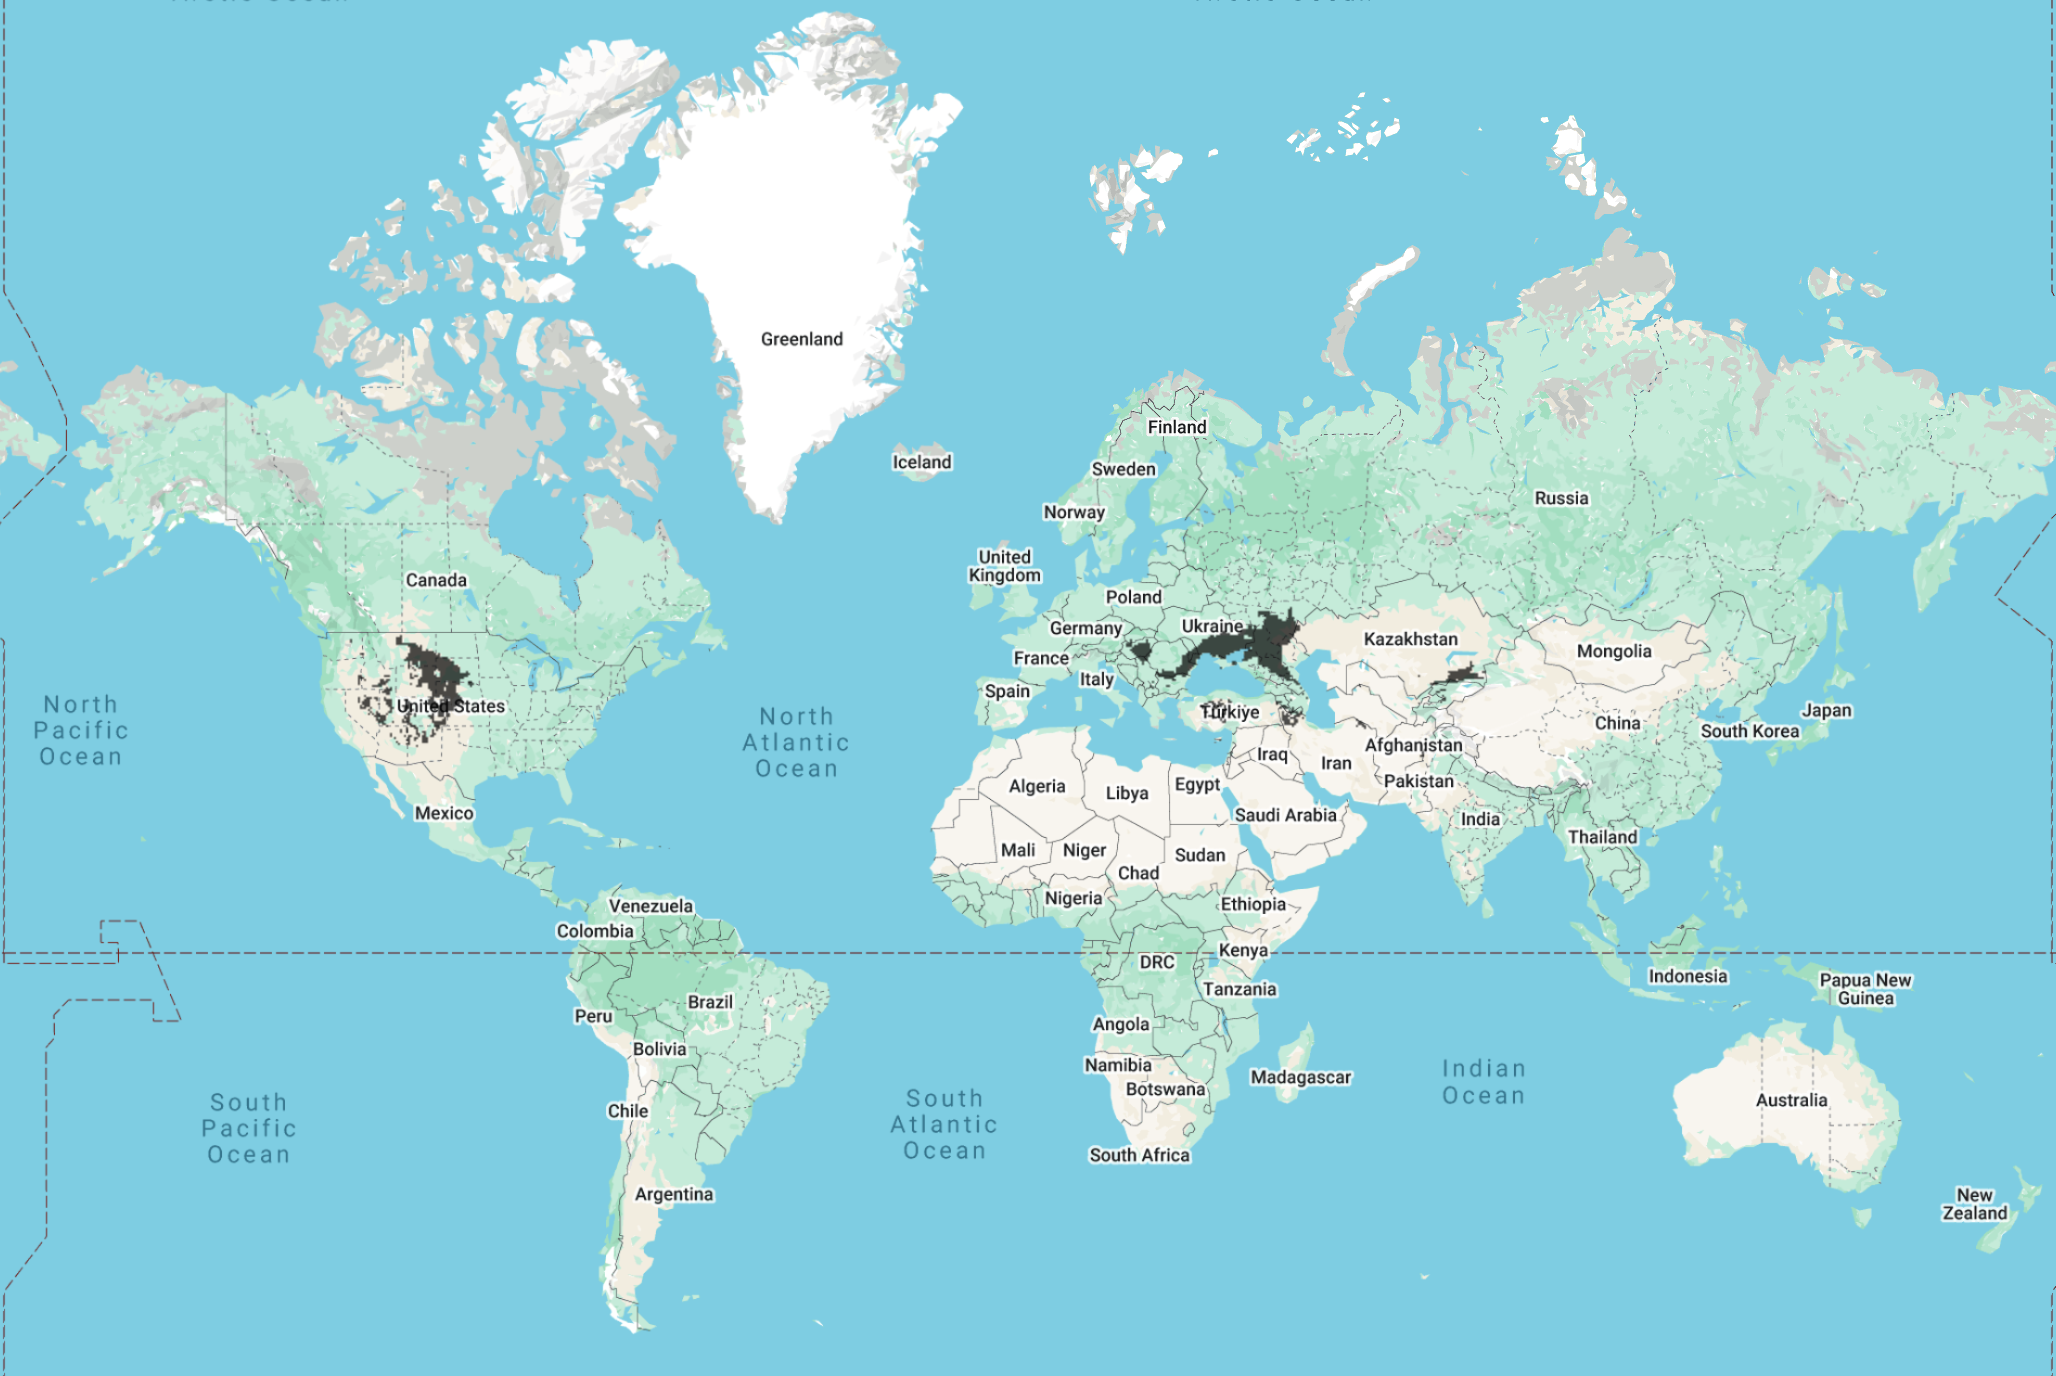 Arctic Ocean
Arctic Ocean
Greenland
Finland
Iceland
Sweden
Russia
Norway
United
Kingdom
Canada
Poland
Ukraine
Germany
Kazakhstan
Mongolia
France
Italy
Spain
North
Pacific
Ocean
United States
North
Atlantic
Ocean
Türkiye
China
Japan
South Korea
Afghanistan
Iraq
Iran
Pakistan
Algeria
Libya
Egypt
Saudi Arabia
India
Mexico
Thailand
Mali
Niger
Sudan
Chad
Nigeria
Ethiopia
Venezuela
Colombia
Kenya
DRC
Indonesia
Papua New
Guinea
Tanzania
Brazil
Peru
Angola
Bolivia
Namibia
Botswana
Madagascar
Indian
Ocean
Australia
Chile
South
Pacific
Ocean
South
Atlantic
Ocean
South Africa
Argentina
New
Zealand